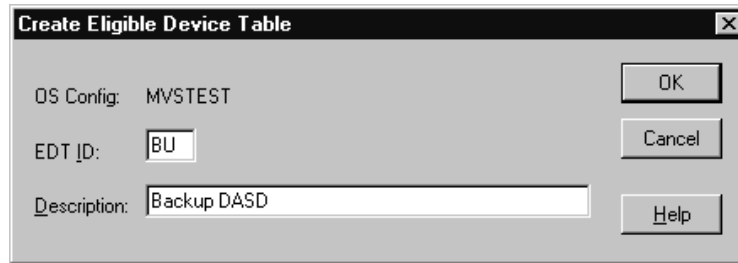 Create Eligible Device Table
OS Config: MVSTEST
OK
EDT ID: BU
Cancel
Description: Backup DASD
Help